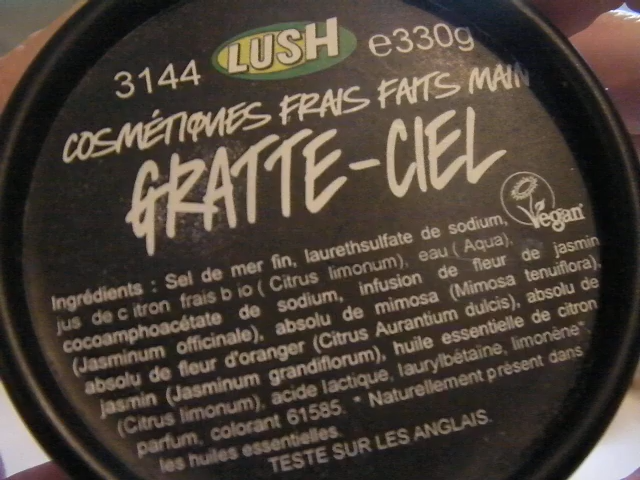 3144 LUSH e330g
COSMÉTIQUES FRAIS FAITS MAIN
GRATTE-CIEL
Vegan
Ingrédients : Sel de mer fin, laurethsulfate de sodium,
jus de citron frais bio (Citrus limonum), eau (Aqua),
cocoamphoacétate de sodium, infusion de fleur de jasmin
(Jasminum officinale), absolu de mimosa (Mimosa tenuiflora),
absolu de fleur d'oranger (Citrus Aurantium dulcis), absolu de
jasmin (Jasminum grandiflorum), huile essentielle de citron
(Citrus limonum), acide lactique, laurylbétaïne, limonène*,
parfum, colorant 61585. * Naturellement présent dans
les huiles essentielles.
TESTE SUR LES ANGLAIS.